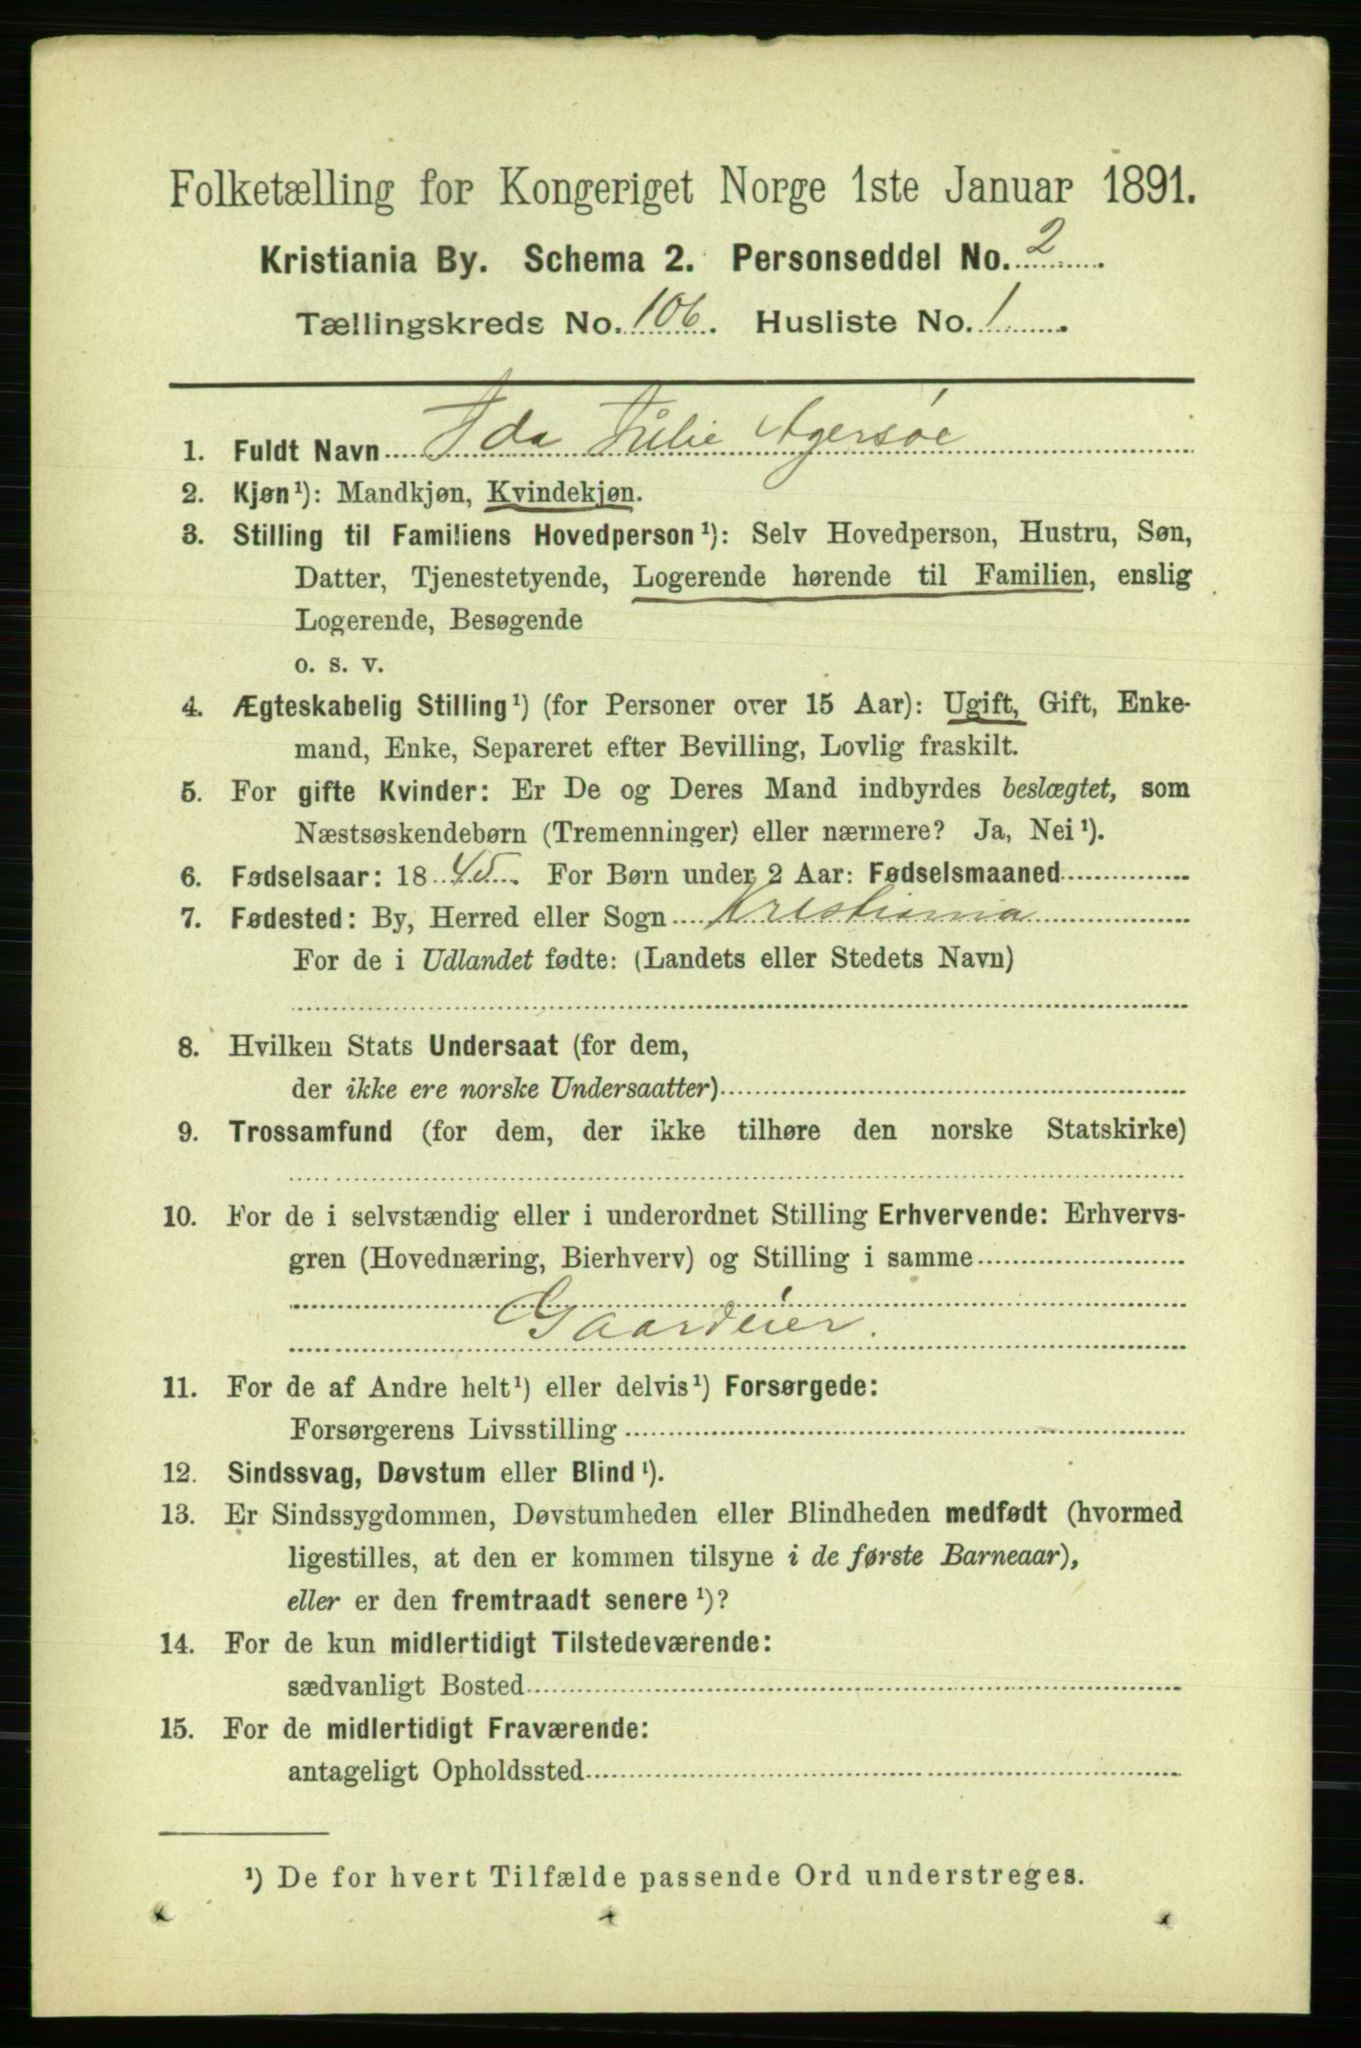 Folketælling for Kongeriget Norge 1ste Januar 1891.
Kristiania By. Schema 2. Personseddel No. 2
Tællingskreds No. 106. Husliste No. 1
1. Fuldt Navn Ida Julie Agersøe
2. Kjøn¹): Mandkjøn, Kvindekjøn.
3. Stilling til Familiens Hovedperson¹): Selv Hovedperson, Hustru, Søn,
Datter, Tjenestetyende, Logerende hørende til Familien, enslig
Logerende, Besøgende
o. s. v.
4. Ægteskabelig Stilling¹) (for Personer over 15 Aar): Ugift, Gift, Enke-
mand, Enke, Separeret efter Bevilling, Lovlig fraskilt.
5. For gifte Kvinder: Er De og Deres Mand indbyrdes beslægtet, som
Næstsøskendebørn (Tremenninger) eller nærmere? Ja, Nei¹).
6. Fødselsaar: 1845. For Børn under 2 Aar: Fødselsmaaned
7. Fødested: By, Herred eller Sogn Kristiania
For de i Udlandet fødte: (Landets eller Stedets Navn)
8. Hvilken Stats Undersaat (for dem,
der ikke ere norske Undersaatter)
9. Trossamfund (for dem, der ikke tilhøre den norske Statskirke)
10. For de i selvstændig eller i underordnet Stilling Erhvervende: Erhvervs-
gren (Hovednæring, Bierhverv) og Stilling i samme
Gaardeier.
11. For de af Andre helt¹) eller delvis¹) Forsørgede:
Forsørgerens Livsstilling
12. Sindssvag, Døvstum eller Blind¹).
13. Er Sindssygdommen, Døvstumheden eller Blindheden medfødt (hvormed
ligestilles, at den er kommen tilsyne i de første Barneaar),
eller er den fremtraadt senere¹)?
14. For de kun midlertidigt Tilstedeværende:
sædvanligt Bosted
15. For de midlertidigt Fraværende:
antageligt Opholdssted
¹) De for hvert Tilfælde passende Ord understreges.